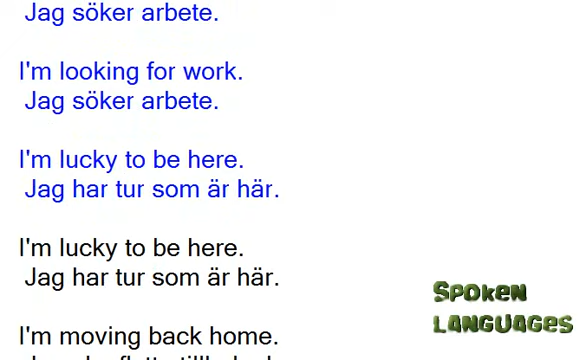 Jag söker arbete.
I'm looking for work.
Jag söker arbete.
I'm lucky to be here.
Jag har tur som är här.
I'm lucky to be here.
Jag har tur som är här.
I'm moving back home.
SPOKEN
LANGUAGES